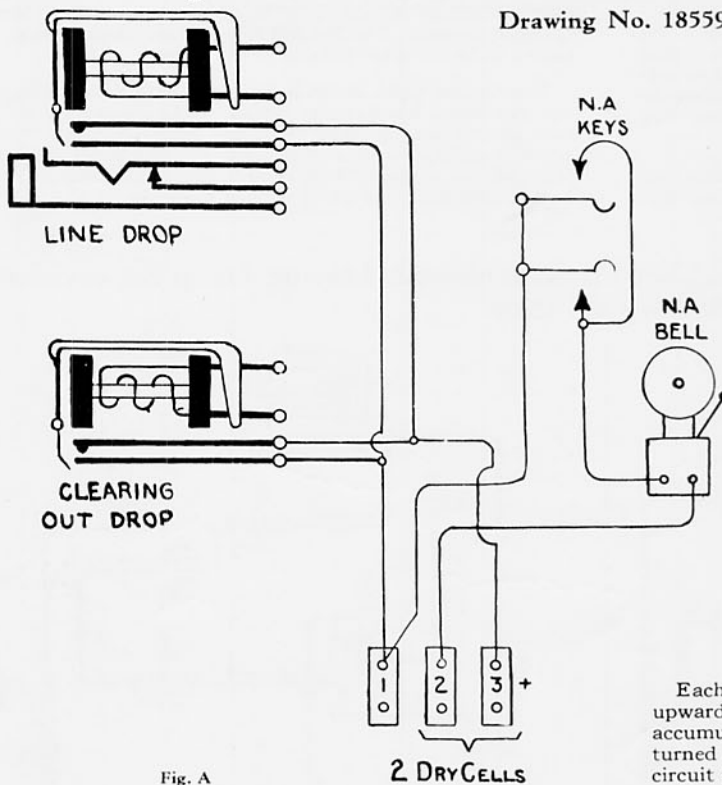 Drawing No. 18559
N.A
KEYS
LINE DROP
N.A
BELL
CLEARING
OUT DROP
1
2
3 +
Each
upward
accumu
turned
circuit
Fig. A
2 DRY CELLS